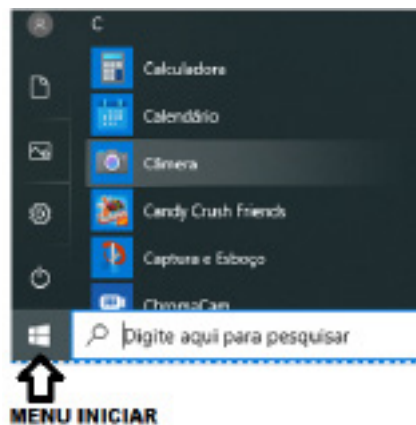 C
Calculadora
Calendário
Câmera
Candy Crush Friends
Captura e Esboço
ChromaCam
Digite aqui para pesquisar
MENU INICIAR